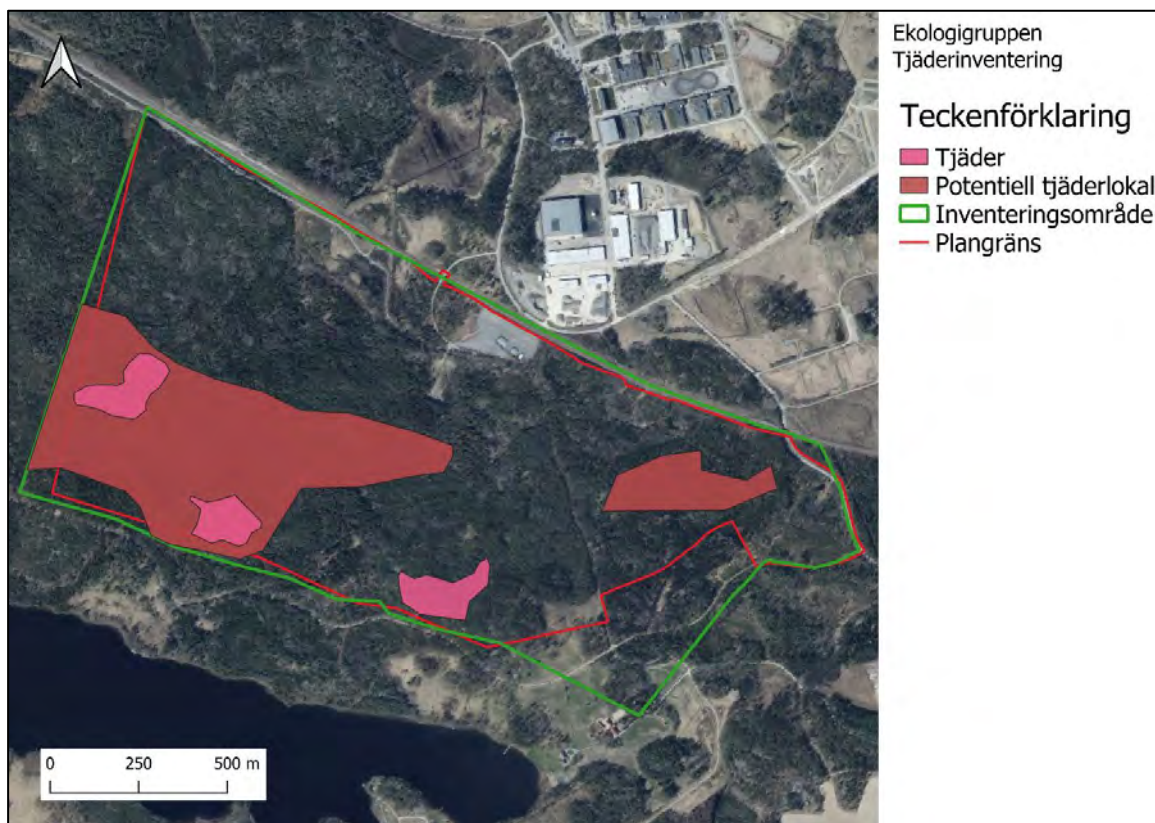 Ekologigruppen
Tjäderinventering
Teckenförklaring
Tjäder
Potentiell tjäderlokal
Inventeringsområde
Plangräns
0 250 500 m